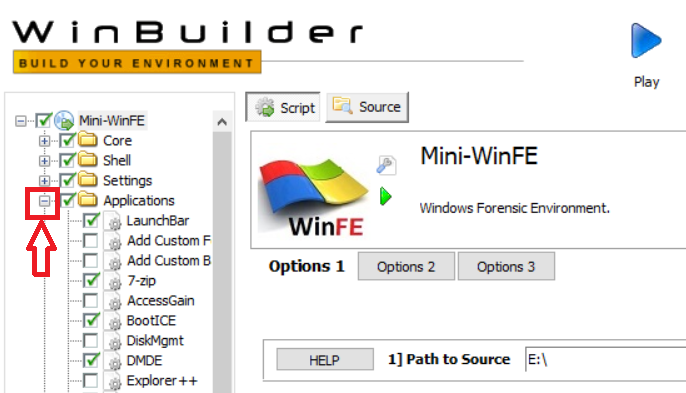 WinBuilder
BUILD YOUR ENVIRONMENT
Play
Script Source
Mini-WinFE
Core
Shell
Settings
Applications
LaunchBar
Add Custom F
Add Custom B
7-zip
AccessGain
BootICE
DiskMgmt
DMDE
Explorer++
WinFE
Mini-WinFE
Windows Forensic Environment.
Options 1 Options 2 Options 3
HELP 1] Path to Source E:\